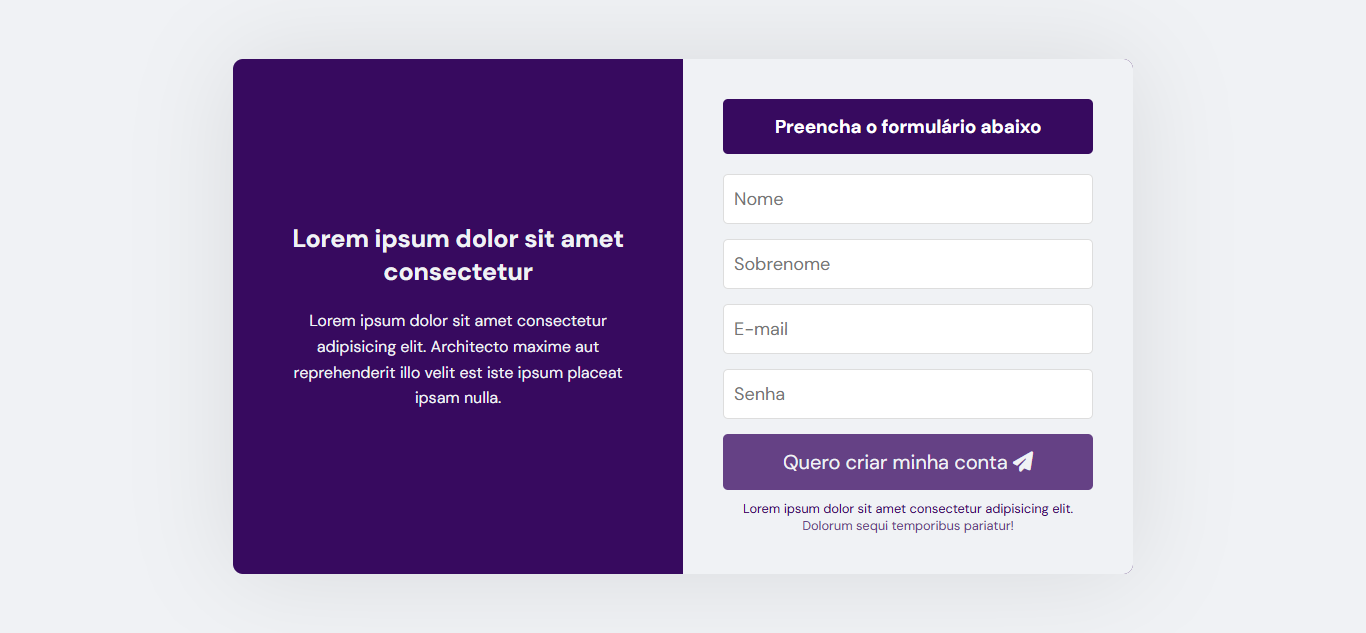 Lorem ipsum dolor sit amet
consectetur
Lorem ipsum dolor sit amet consectetur
adipisicing elit. Architecto maxime aut
reprehenderit illo velit est iste ipsum placeat
ipsam nulla.
Preencha o formulário abaixo
Nome
Sobrenome
E-mail
Senha
Quero criar minha conta
Lorem ipsum dolor sit amet consectetur adipisicing elit.
Dolorum sequi temporibus pariatur!